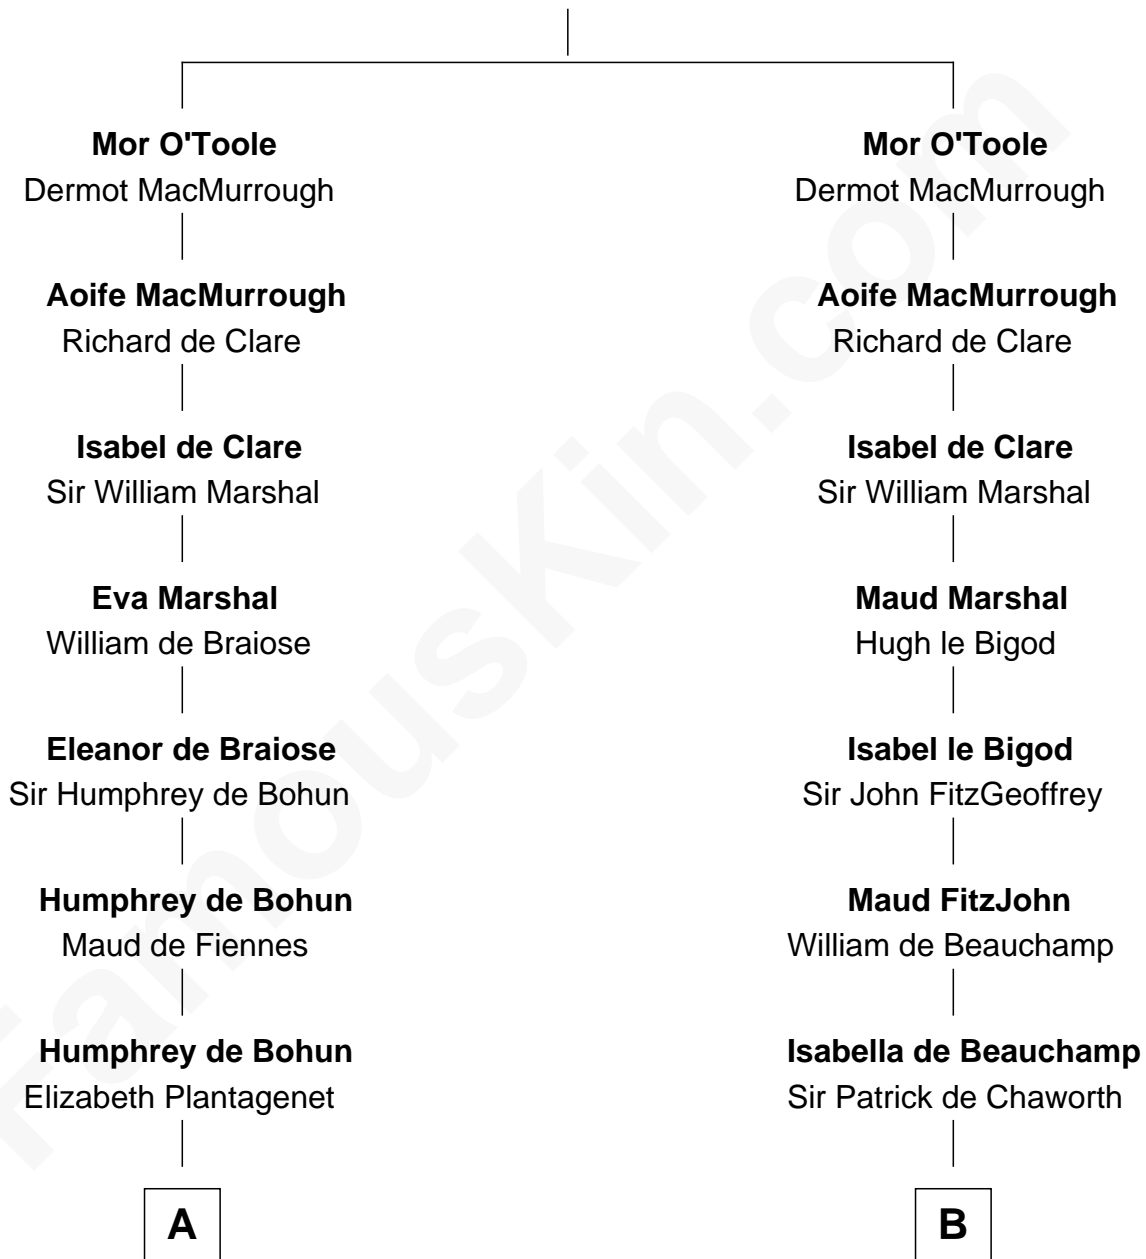 Mor O'Toole
Dermot MacMurrough
Aoife MacMurrough
Richard de Clare
Isabel de Clare
Sir William Marshal
Eva Marshal
William de Braiose
Eleanor de Braiose
Sir Humphrey de Bohun
Humphrey de Bohun
Maud de Fiennes
Humphrey de Bohun
Elizabeth Plantagenet
A
Mor O'Toole
Dermot MacMurrough
Aoife MacMurrough
Richard de Clare
Isabel de Clare
Sir William Marshal
Maud Marshal
Hugh le Bigod
Isabel le Bigod
Sir John FitzGeoffrey
Maud FitzJohn
William de Beauchamp
Isabella de Beauchamp
Sir Patrick de Chaworth
B
FamousKin.com